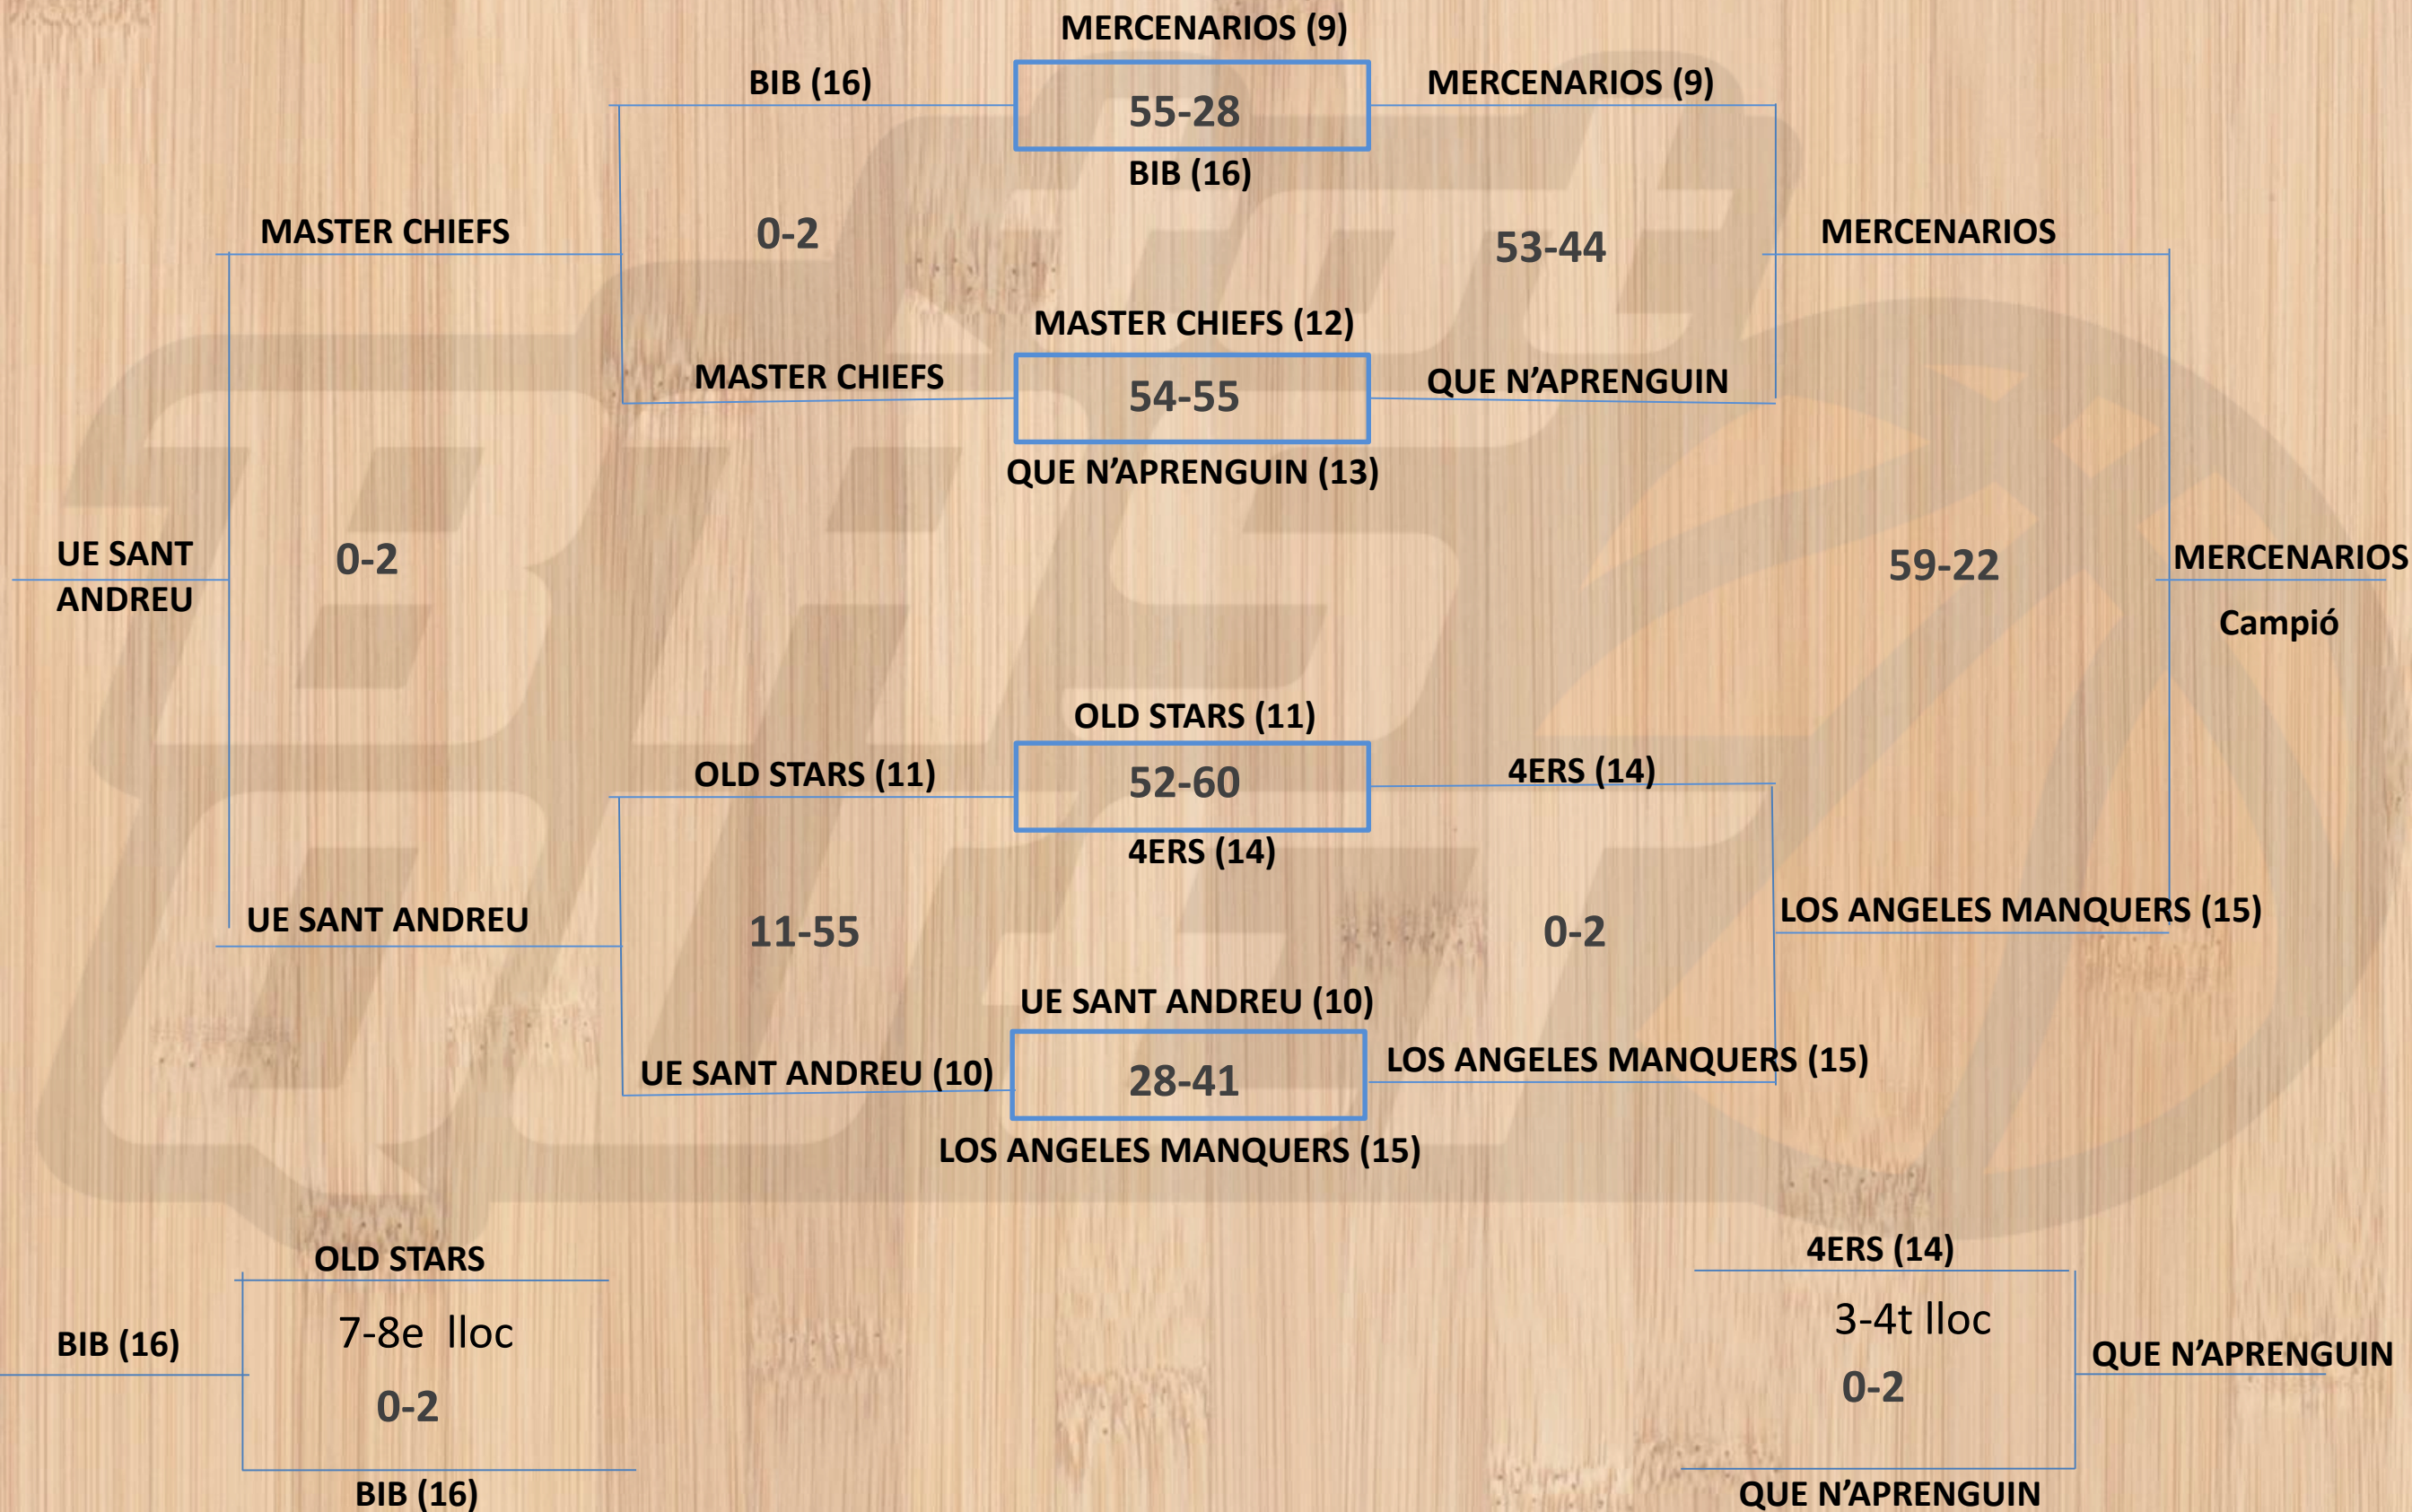 MERCENARIOS (9)
BIB (16)
55-28
MERCENARIOS (9)
BIB (16)
MASTER CHIEFS
0-2
53-44
MERCENARIOS
MASTER CHIEFS (12)
MASTER CHIEFS
54-55
QUE N’APRENGUIN
QUE N’APRENGUIN (13)
UE SANT
ANDREU
0-2
59-22
MERCENARIOS
Campió
OLD STARS (11)
OLD STARS (11)
52-60
4ERS (14)
4ERS (14)
UE SANT ANDREU
11-55
0-2
LOS ANGELES MANQUERS (15)
UE SANT ANDREU (10)
UE SANT ANDREU (10)
28-41
LOS ANGELES MANQUERS (15)
LOS ANGELES MANQUERS (15)
OLD STARS
7-8e lloc
BIB (16)
0-2
BIB (16)
4ERS (14)
3-4t lloc
0-2
QUE N’APRENGUIN
QUE N’APRENGUIN